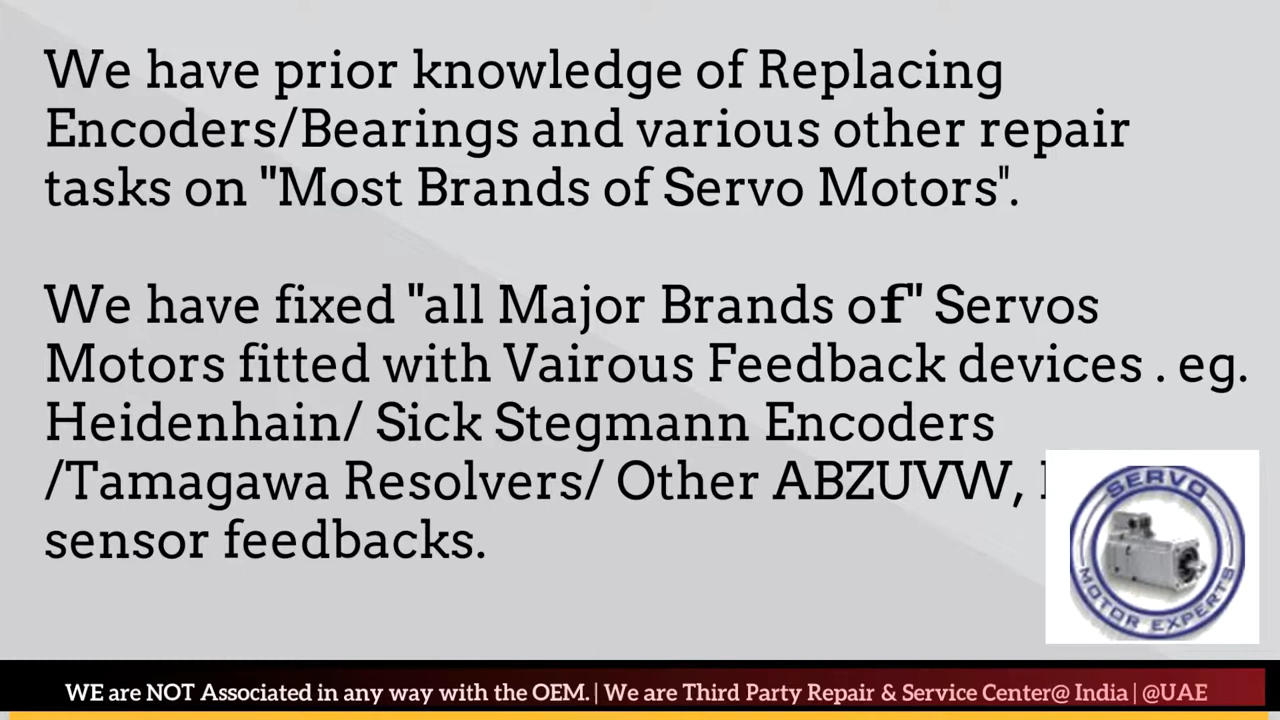 We have prior knowledge of Replacing
Encoders/Bearings and various other repair
tasks on "Most Brands of Servo Motors".
We have fixed "all Major Brands of" Servos
Motors fitted with Vairous Feedback devices . eg.
Heidenhain/ Sick Stegmann Encoders
/Tamagawa Resolvers/ Other ABZUVW,
sensor feedbacks.
SERVO
MOTOR EXPERTS
WE are NOT Associated in any way with the OEM. | We are Third Party Repair & Service Center@ India | @UAE